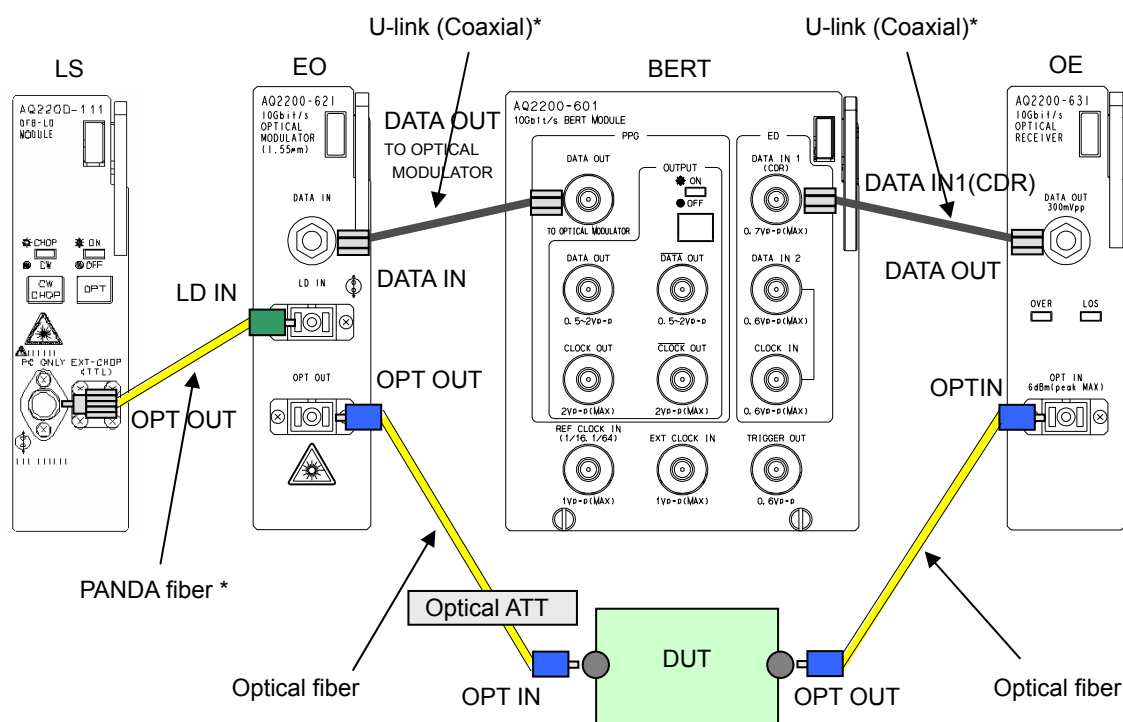 U-link (Coaxial)*
U-link (Coaxial)*
LS
EO
BERT
OE
AQ2200-111
DFB-LD
MODULE
CHOP
CW
ON
OFF
CW
CHOP
OPT
PC ONLY
EXT-CHOP
(TTL)
OPT OUT
AQ2200-621
10Gbit/s
OPTICAL
MODULATOR
(1.55μm)
DATA IN
DATA IN
LD IN
LD IN
OPT OUT
OPT OUT
DATA OUT
TO OPTICAL
MODULATOR
AQ2200-601
10Gbit/s BERT MODULE
PPG
ED
DATA OUT
TO OPTICAL MODULATOR
OUTPUT
ON
OFF
DATA IN 1
(CDR)
0.7Vp-p(MAX)
DATA OUT
0.5~2Vp-p
DATA OUT
0.5~2Vp-p
DATA IN 2
0.6Vp-p(MAX)
CLOCK OUT
2Vp-p(MAX)
CLOCK OUT
2Vp-p(MAX)
CLOCK IN
0.6Vp-p(MAX)
REF CLOCK IN
(1/16.1/64)
1Vp-p(MAX)
EXT CLOCK IN
1Vp-p(MAX)
TRIGGER OUT
0.6Vp-p
DATA IN1(CDR)
AQ2200-631
10Gbit/s
OPTICAL
RECEIVER
DATA OUT
300mVpp
DATA OUT
OVER
LOS
OPTIN
OPT IN
6dBm(peak MAX)
PANDA fiber *
Optical ATT
DUT
Optical fiber
OPT IN
OPT OUT
Optical fiber